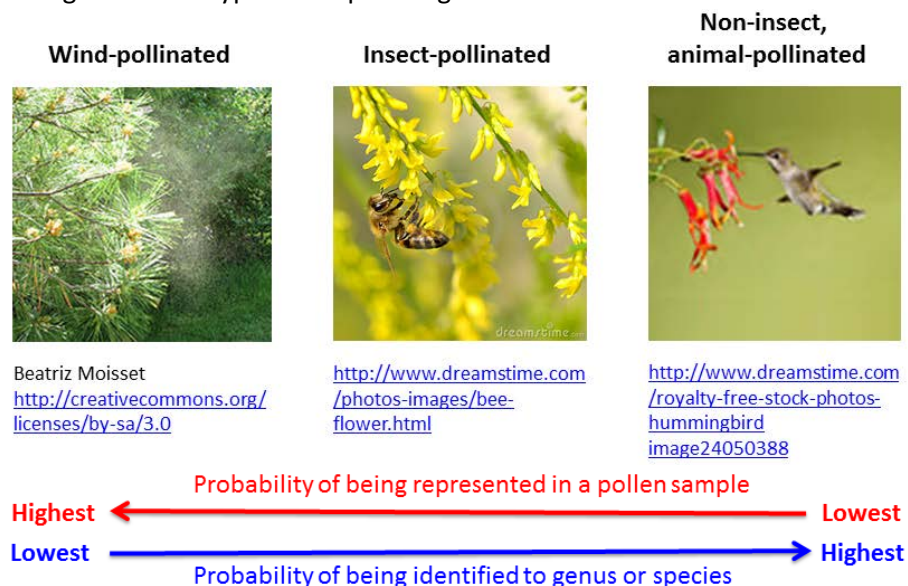 Wind-pollinated
Insect-pollinated
Non-insect,
animal-pollinated
dreamstime
Beatriz Moisset
http://creativecommons.org/
licenses/by-sa/3.0
http://www.dreamstime.com
/photos-images/bee-
flower.html
http://www.dreamstime.com
/royalty-free-stock-photos-
hummingbird
image24050388
Probability of being represented in a pollen sample
Highest
Lowest
Lowest
Highest
Probability of being identified to genus or species